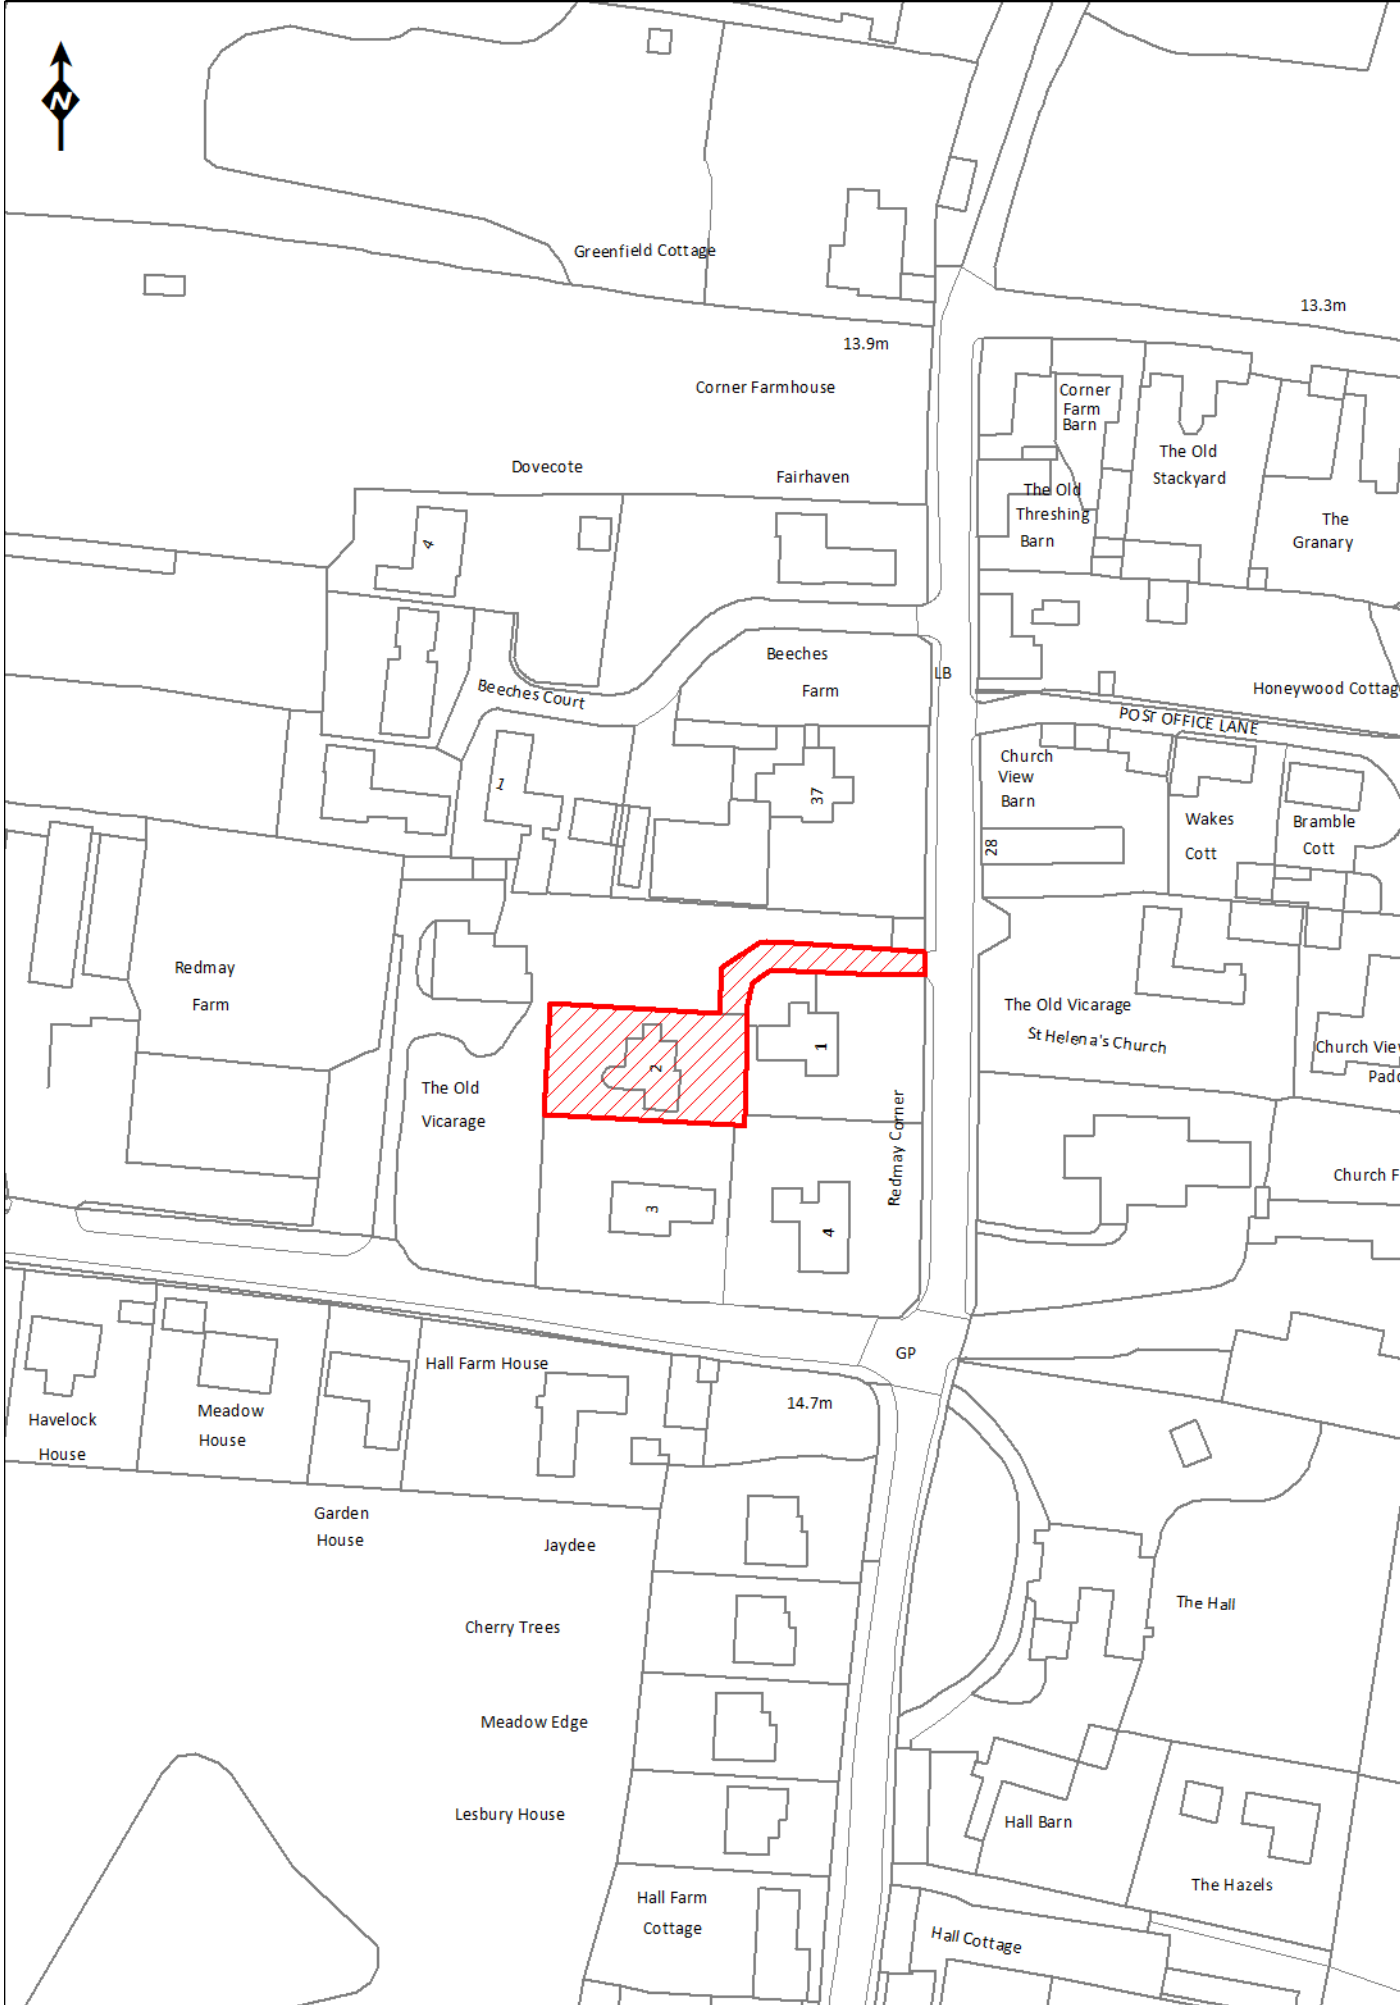 N
Greenfield Cottage
13.3m
13.9m
Corner Farmhouse
Corner
Farm
Barn
The Old
Stackyard
Dovecote
Fairhaven
The Old
Threshing
Barn
The
Granary
4
Beeches
Farm
LB
Beeches Court
Honeywood Cottag
POST OFFICE LANE
1
37
Church
View
Barn
28
Wakes
Cott
Bramble
Cott
Redmay
Farm
The Old Vicarage
St Helena's Church
1
2
Church Vie
Padd
The Old
Vicarage
Redmay Corner
Church F
3
4
GP
Hall Farm House
14.7m
Havelock
House
Meadow
House
Garden
House
Jaydee
Cherry Trees
The Hall
Meadow Edge
Lesbury House
Hall Barn
The Hazels
Hall Farm
Cottage
Hall Cottage